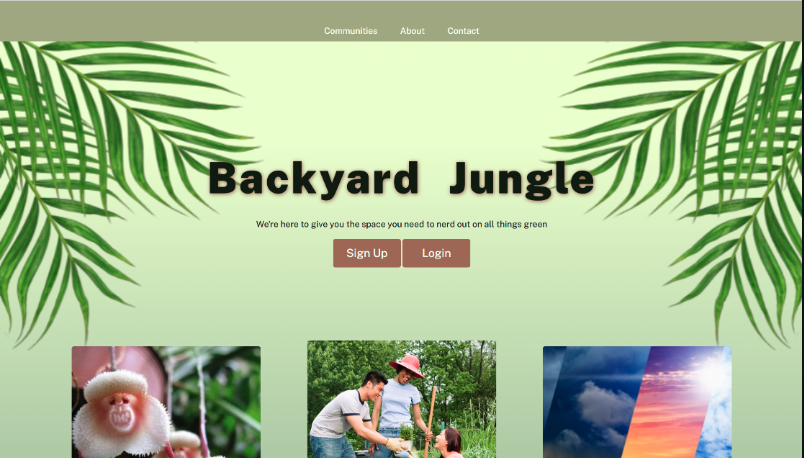 Communities About Contact
Backyard Jungle
We're here to give you the space you need to nerd out on all things green
Sign Up Login